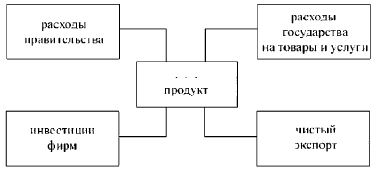 расходы
правительства
расходы
государства
на товары и услуги
. . .
продукт
инвестиции
фирм
чистый
экспорт